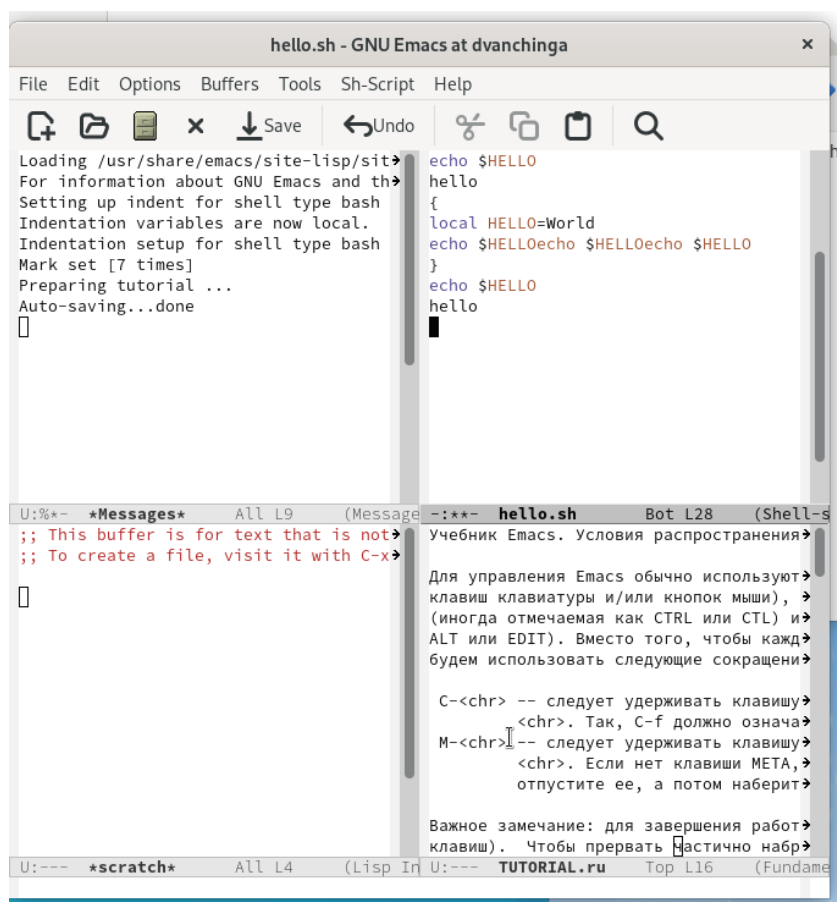 hello.sh - GNU Emacs at dvanchinga
File Edit Options Buffers Tools Sh-Script Help
Save Undo
Loading /usr/share/emacs/site-lisp/sit
For information about GNU Emacs and th
Setting up indent for shell type bash
Indentation variables are now local.
Indentation setup for shell type bash
Mark set [7 times]
Preparing tutorial ...
Auto-saving...done
U:%*- *Messages* All L9 (Message
echo $HELLO
hello
{
local HELLO=World
echo $HELLOecho $HELLOecho $HELLO
}
echo $HELLO
hello
-:**- hello.sh Bot L28 (Shell-s
;; This buffer is for text that is not
;; To create a file, visit it with C-x
U:--- *scratch* All L4 (Lisp In
Учебник Emacs. Условия распространения
Для управления Emacs обычно используют
клавиш клавиатуры и/или кнопок мыши),
(иногда отмечаемая как CTRL или CTL) и
ALT или EDIT). Вместо того, чтобы кажд
будем использовать следующие сокращени
C-<chr> -- следует удерживать клавишу
<chr>. Так, C-f должно означа
M-<chr> -- следует удерживать клавишу
<chr>. Если нет клавиши META,
отпустите ее, а потом наберит
Важное замечание: для завершения работ
клавиш). Чтобы прервать частично набр
U:--- TUTORIAL.ru Top L16 (Fundame